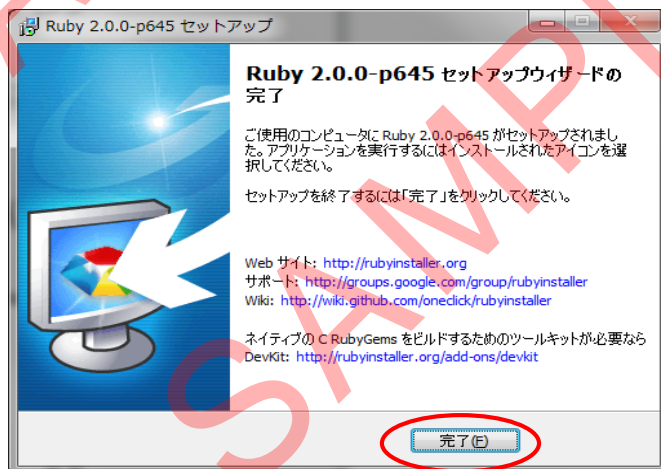 Ruby 2.0.0-p645 セットアップ
Ruby 2.0.0-p645 セットアップウィザードの
完了
ご使用のコンピュータに Ruby 2.0.0-p645 がセットアップされまし
た。アプリケーションを実行するにはインストールされたアイコンを選
択してください。
セットアップを終了するには「完了」をクリックしてください。
Web サイト: http://rubyinstaller.org
サポート: http://groups.google.com/group/rubyinstaller
Wiki: http://wiki.github.com/oneclick/rubyinstaller
ネイティブの C RubyGems をビルドするためのツールキットが必要なら
DevKit: http://rubyinstaller.org/add-ons/devkit
完了(F)
SAMPL